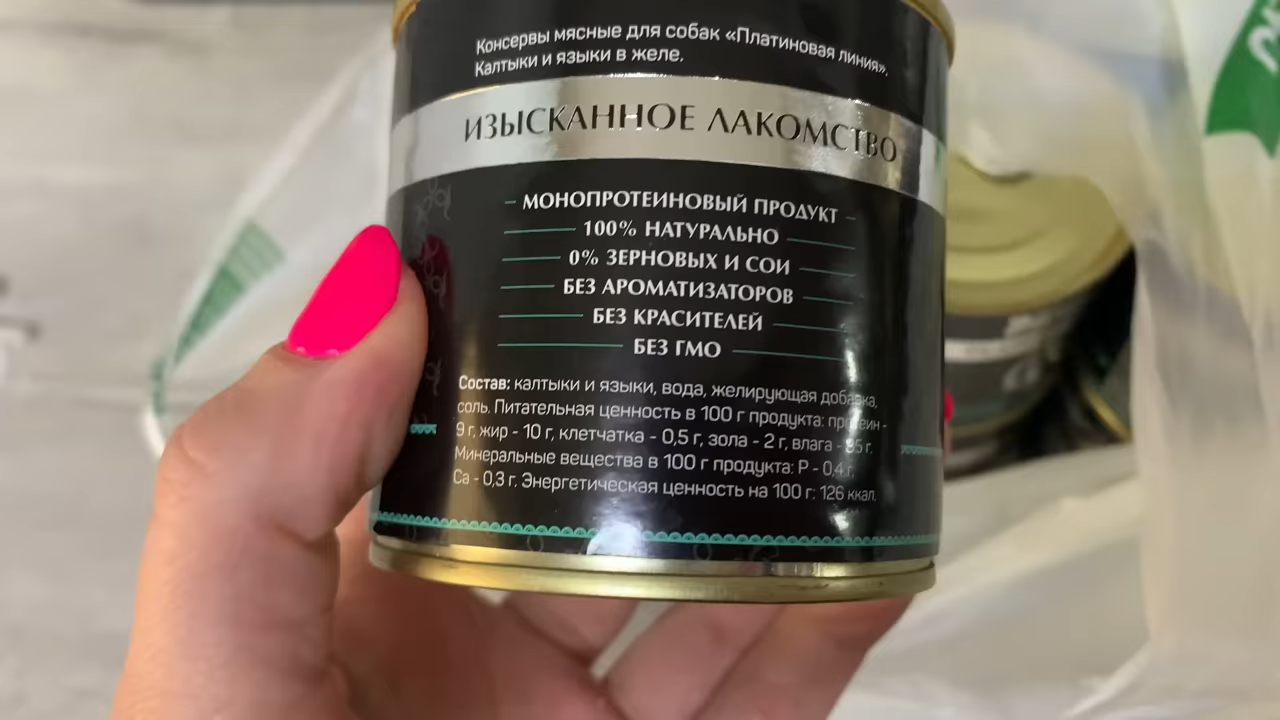 Консервы мясные для собак «Платиновая линия».
Калтыки и языки в желе.
ИЗЫСКАННОЕ ЛАКОМСТВО
МОНОПРОТЕИНОВЫЙ ПРОДУКТ
100% НАТУРАЛЬНО
0% ЗЕРНОВЫХ И СОИ
БЕЗ АРОМАТИЗАТОРОВ
БЕЗ КРАСИТЕЛЕЙ
БЕЗ ГМО
Состав: калтыки и языки, вода, желирующая добавка,
соль. Питательная ценность в 100 г продукта: протеин -
9 г, жир - 10 г, клетчатка - 0,5 г, зола - 2 г, влага -
Минеральные вещества в 100 г продукта: P - 0,4 г,
Ca - 0,3 г. Энергетическая ценность на 100 г: 126 ккал.